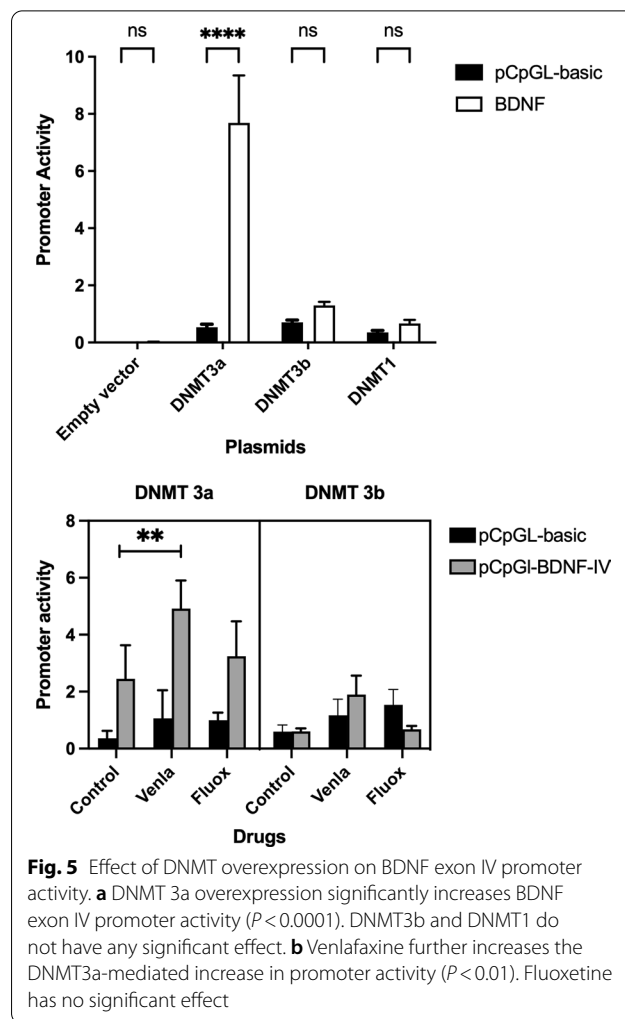 ns
****
ns
ns
pCpGL-basic
BDNF
Promoter Activity
10
8
6
4
2
0
Empty vector
DNMT3a
DNMT3b
DNMT1
Plasmids
DNMT 3a
DNMT 3b
pCpGL-basic
pCpGl-BDNF-IV
Promoter activity
8
6
4
2
0
**
Control
Venla
Fluox
Control
Venla
Fluox
Drugs
Fig. 5 Effect of DNMT overexpression on BDNF exon IV promoter
activity. a DNMT 3a overexpression significantly increases BDNF
exon IV promoter activity (P < 0.0001). DNMT3b and DNMT1 do
not have any significant effect. b Venlafaxine further increases the
DNMT3a-mediated increase in promoter activity (P < 0.01). Fluoxetine
has no significant effect